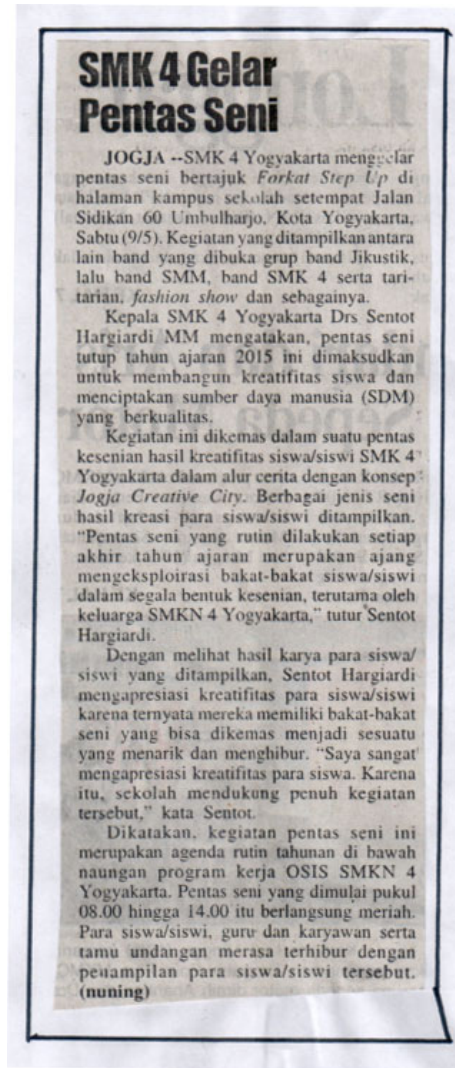 SMK 4 Gelar
Pentas Seni
JOGJA --SMK 4 Yogyakarta menggelar
pentas seni bertajuk Forkat Step Up di
halaman kampus sekolah setempat Jalan
Sidikan 60 Umbulharjo, Kota Yogyakarta,
Sabtu (9/5). Kegiatan yang ditampilkan antara
lain band yang dibuka grup band Jikustik,
lalu band SMM, band SMK 4 serta tari-
tarian, fashion show dan sebagainya.
Kepala SMK 4 Yogyakarta Drs Sentot
Hargiardi MM mengatakan, pentas seni
tutup tahun ajaran 2015 ini dimaksudkan
untuk membangun kreatifitas siswa dan
menciptakan sumber daya manusia (SDM)
yang berkualitas.
Kegiatan ini dikemas dalam suatu pentas
kesenian hasil kreatifitas siswa/siswi SMK 4
Yogyakarta dalam alur cerita dengan konsep
Jogja Creative City. Berbagai jenis seni
hasil kreasi para siswa/siswi ditampilkan.
“Pentas seni yang rutin dilakukan setiap
akhir tahun ajaran merupakan ajang
mengeksploirasi bakat-bakat siswa/siswi
dalam segala bentuk kesenian, terutama oleh
keluarga SMKN 4 Yogyakarta,” tutur Sentot
Hargiardi.
Dengan melihat hasil karya para siswa/
siswi yang ditampilkan, Sentot Hargiardi
mengapresiasi kreatifitas para siswa/siswi
karena ternyata mereka memiliki bakat-bakat
seni yang bisa dikemas menjadi sesuatu
yang menarik dan menghibur. “Saya sangat
mengapresiasi kreatifitas para siswa. Karena
itu, sekolah mendukung penuh kegiatan
tersebut,” kata Sentot.
Dikatakan, kegiatan pentas seni ini
merupakan agenda rutin tahunan di bawah
naungan program kerja OSIS SMKN 4
Yogyakarta. Pentas seni yang dimulai pukul
08.00 hingga 14.00 itu berlangsung meriah.
Para siswa/siswi, guru dan karyawan serta
tamu undangan merasa terhibur dengan
penampilan para siswa/siswi tersebut.
(nuning)